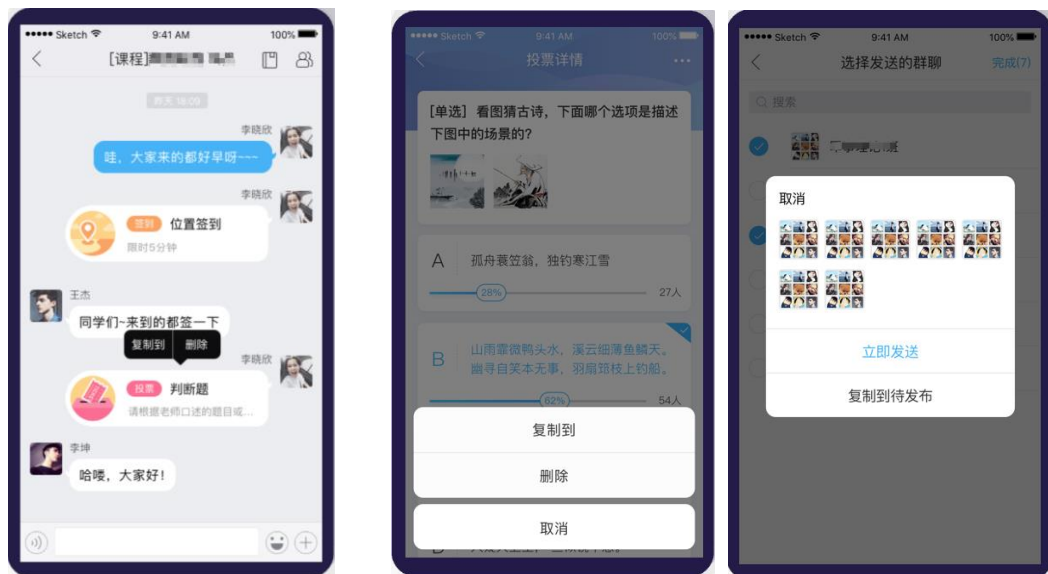 Sketch
9:41 AM
100%
[课程]
昨天 18:09
李晓欣
哇，大家来的都好早呀~~~
李晓欣
签到 位置签到
限时5分钟
王杰
同学们~来到的都签一下
复制到 删除
李晓欣
投票 判断题
请根据老师口述的题目或...
李坤
哈喽，大家好！
Sketch
9:41 AM
100%
投票详情
[单选] 看图猜古诗，下面哪个选项是描述
下图中的场景的?
A 孤舟蓑笠翁，独钓寒江雪
28% 27人
B 山雨霏微鸭头水，溪云细薄鱼鳞天。
幽寻自笑本无事，羽扇筇枝上钓船。
62% 54人
复制到
删除
取消
Sketch
9:41 AM
100%
选择发送的群聊
完成(7)
搜索
取消
立即发送
复制到待发布